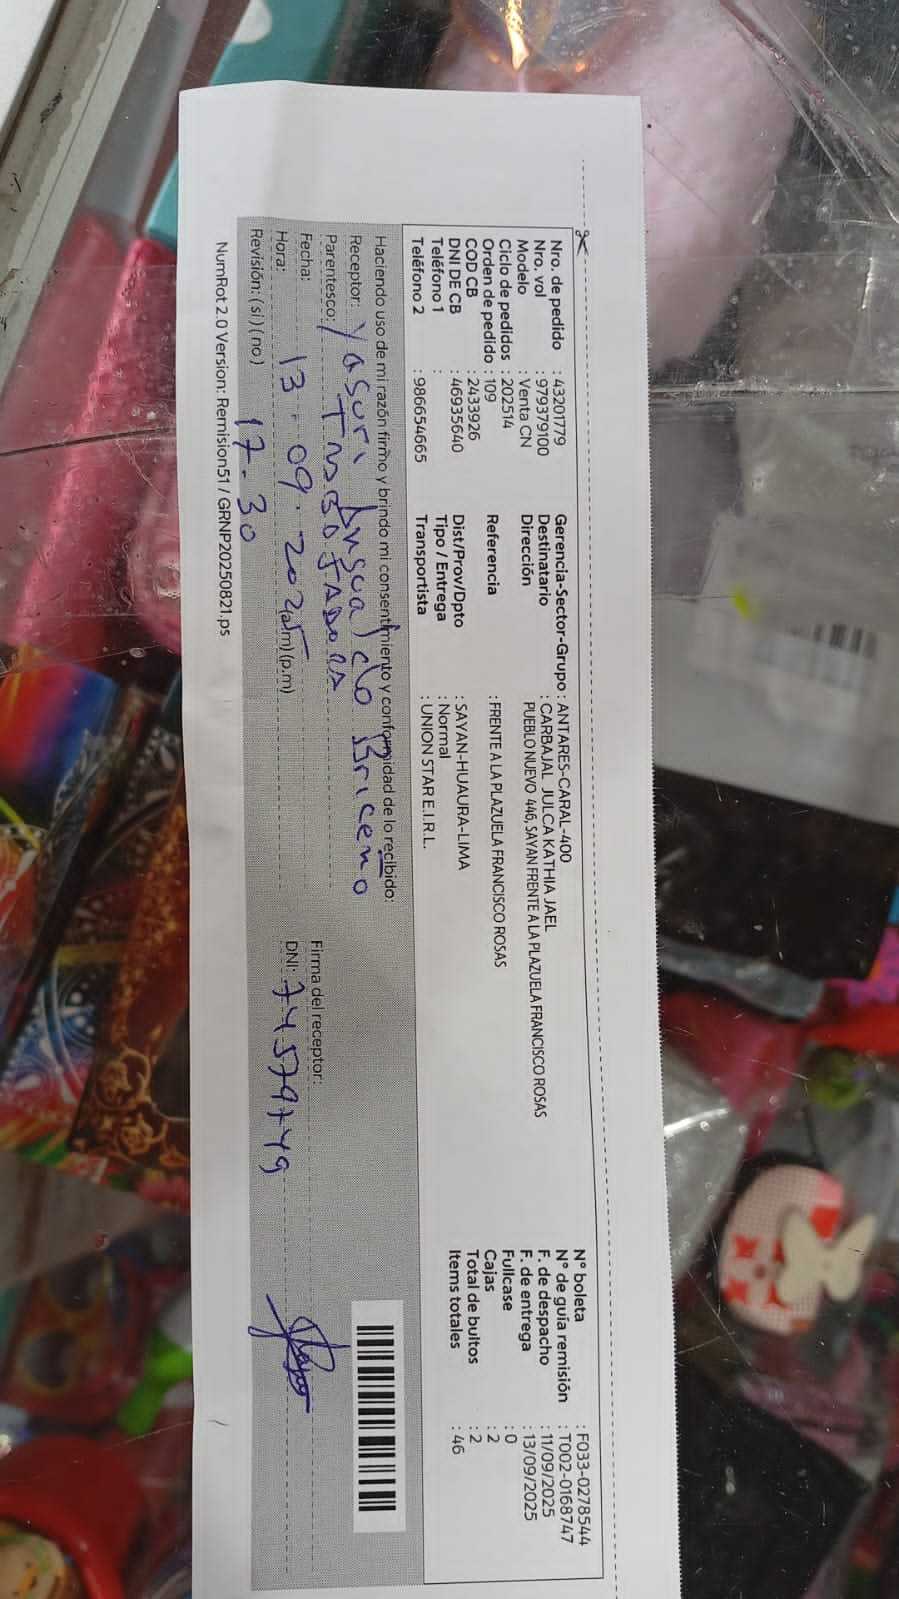 Nro. de pedido : 43201779
Nro. vol : 979379100
Modelo : Venta CN
Ciclo de pedidos : 202514
Orden de pedido : 109
COD CB : 2433926
DNI DE CB : 46935640
Teléfono 1 :
Teléfono 2 : 986654665
Gerencia-Sector-Grupo : ANTARES-CARAL-400
Destinatario : CARBAJAL JULCA KATHIA JAEL
Dirección PUEBLO NUEVO 446, SAYAN FRENTE A LA PLAZUELA FRANCISCO ROSAS
Referencia : FRENTE A LA PLAZUELA FRANCISCO ROSAS
Dist/Prov/Dpto : SAYAN-HUAURA-LIMA
Tipo / Entrega : Normal
Transportista : UNION STAR E.I.R.L.
N° boleta : F033-0278544
N° de guía remisión : T002-0168747
F. de despacho : 11/09/2025
F. de entrega : 13/09/2025
Fullcase : 0
Cajas : 2
Total de bultos : 2
Items totales : 46
Haciendo uso de mi razón firmo y brindo mi consentimiento y conformidad de lo recibido:
Receptor: Yasuri Briceño
Parentesco:
Fecha: 13 - 09 - 2025
Hora: (a.m) (p.m)
17-30
Revisión: (si) (no)
Firma del receptor:
DNI: 74579749
NumRot 2.0 Version: Remision51 / GRNP20250821.ps